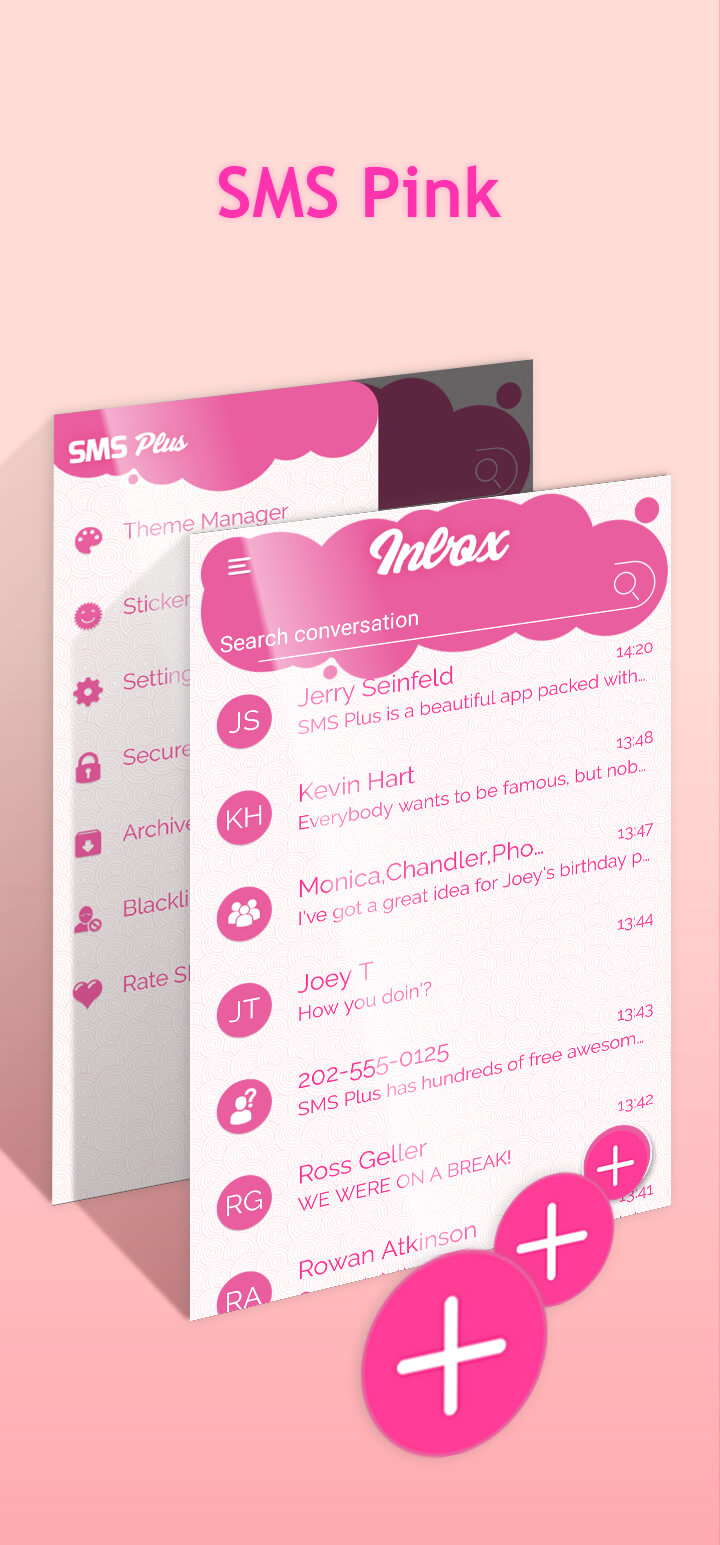 SMS Pink
SMS Plus
Theme Manager
Sticker
Setting
Secure
Archive
Blackli
Rate S
Inbox
Search conversation
Jerry Seinfeld
14:20
SMS Plus is a beautiful app packed with...
JS
Kevin Hart
13:48
Everybody wants to be famous, but nob...
KH
Monica,Chandler,Pho...
13:47
I've got a great idea for Joey's birthday p...
Joey T
13:44
How you doin'?
JT
202-555-0125
13:43
SMS Plus has hundreds of free awesom...
Ross Geller
13:42
WE WERE ON A BREAK!
RG
Rowan Atkinson
13:41
RA